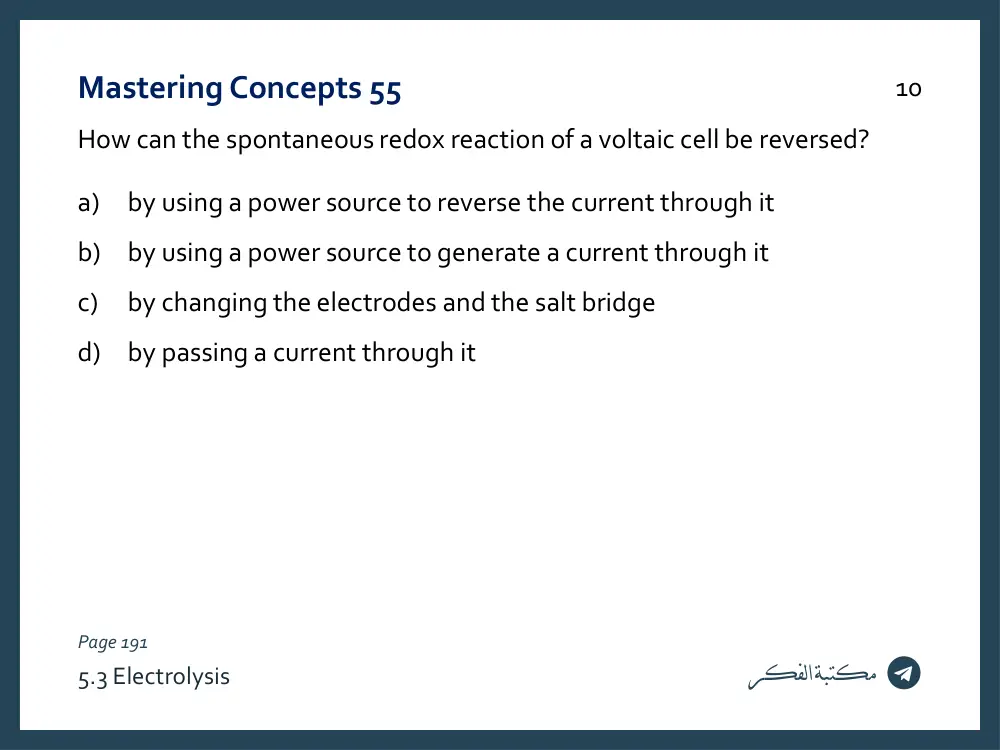 Mastering Concepts 55
10
How can the spontaneous redox reaction of a voltaic cell be reversed?
a) by using a power source to reverse the current through it
b) by using a power source to generate a current through it
c) by changing the electrodes and the salt bridge
d) by passing a current through it
Page 191
5.3 Electrolysis
مكتبة الفكر